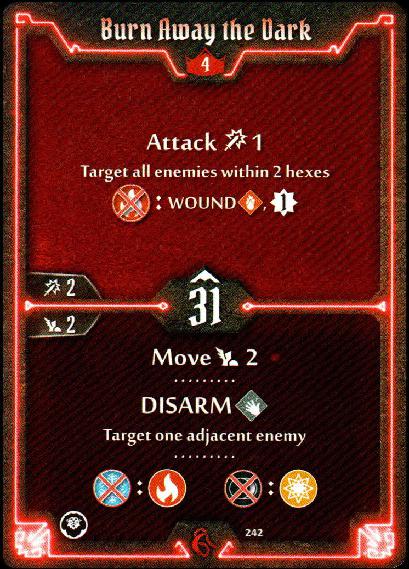 Burn Away the Dark
4
Attack 1
Target all enemies within 2 hexes
: WOUND , 1
2
31
2
Move 2
DISARM
Target one adjacent enemy
: :
242